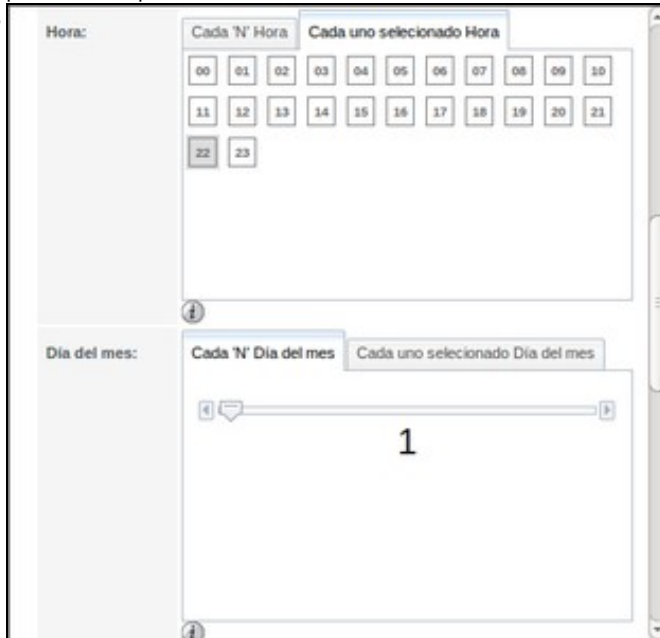 Hora:
Cada 'N' Hora Cada uno selecionado Hora
00 01 02 03 04 05 06 07 08 09 10
11 12 13 14 15 16 17 18 19 20 21
22 23
Día del mes:
Cada 'N' Día del mes Cada uno selecionado Día del mes
1